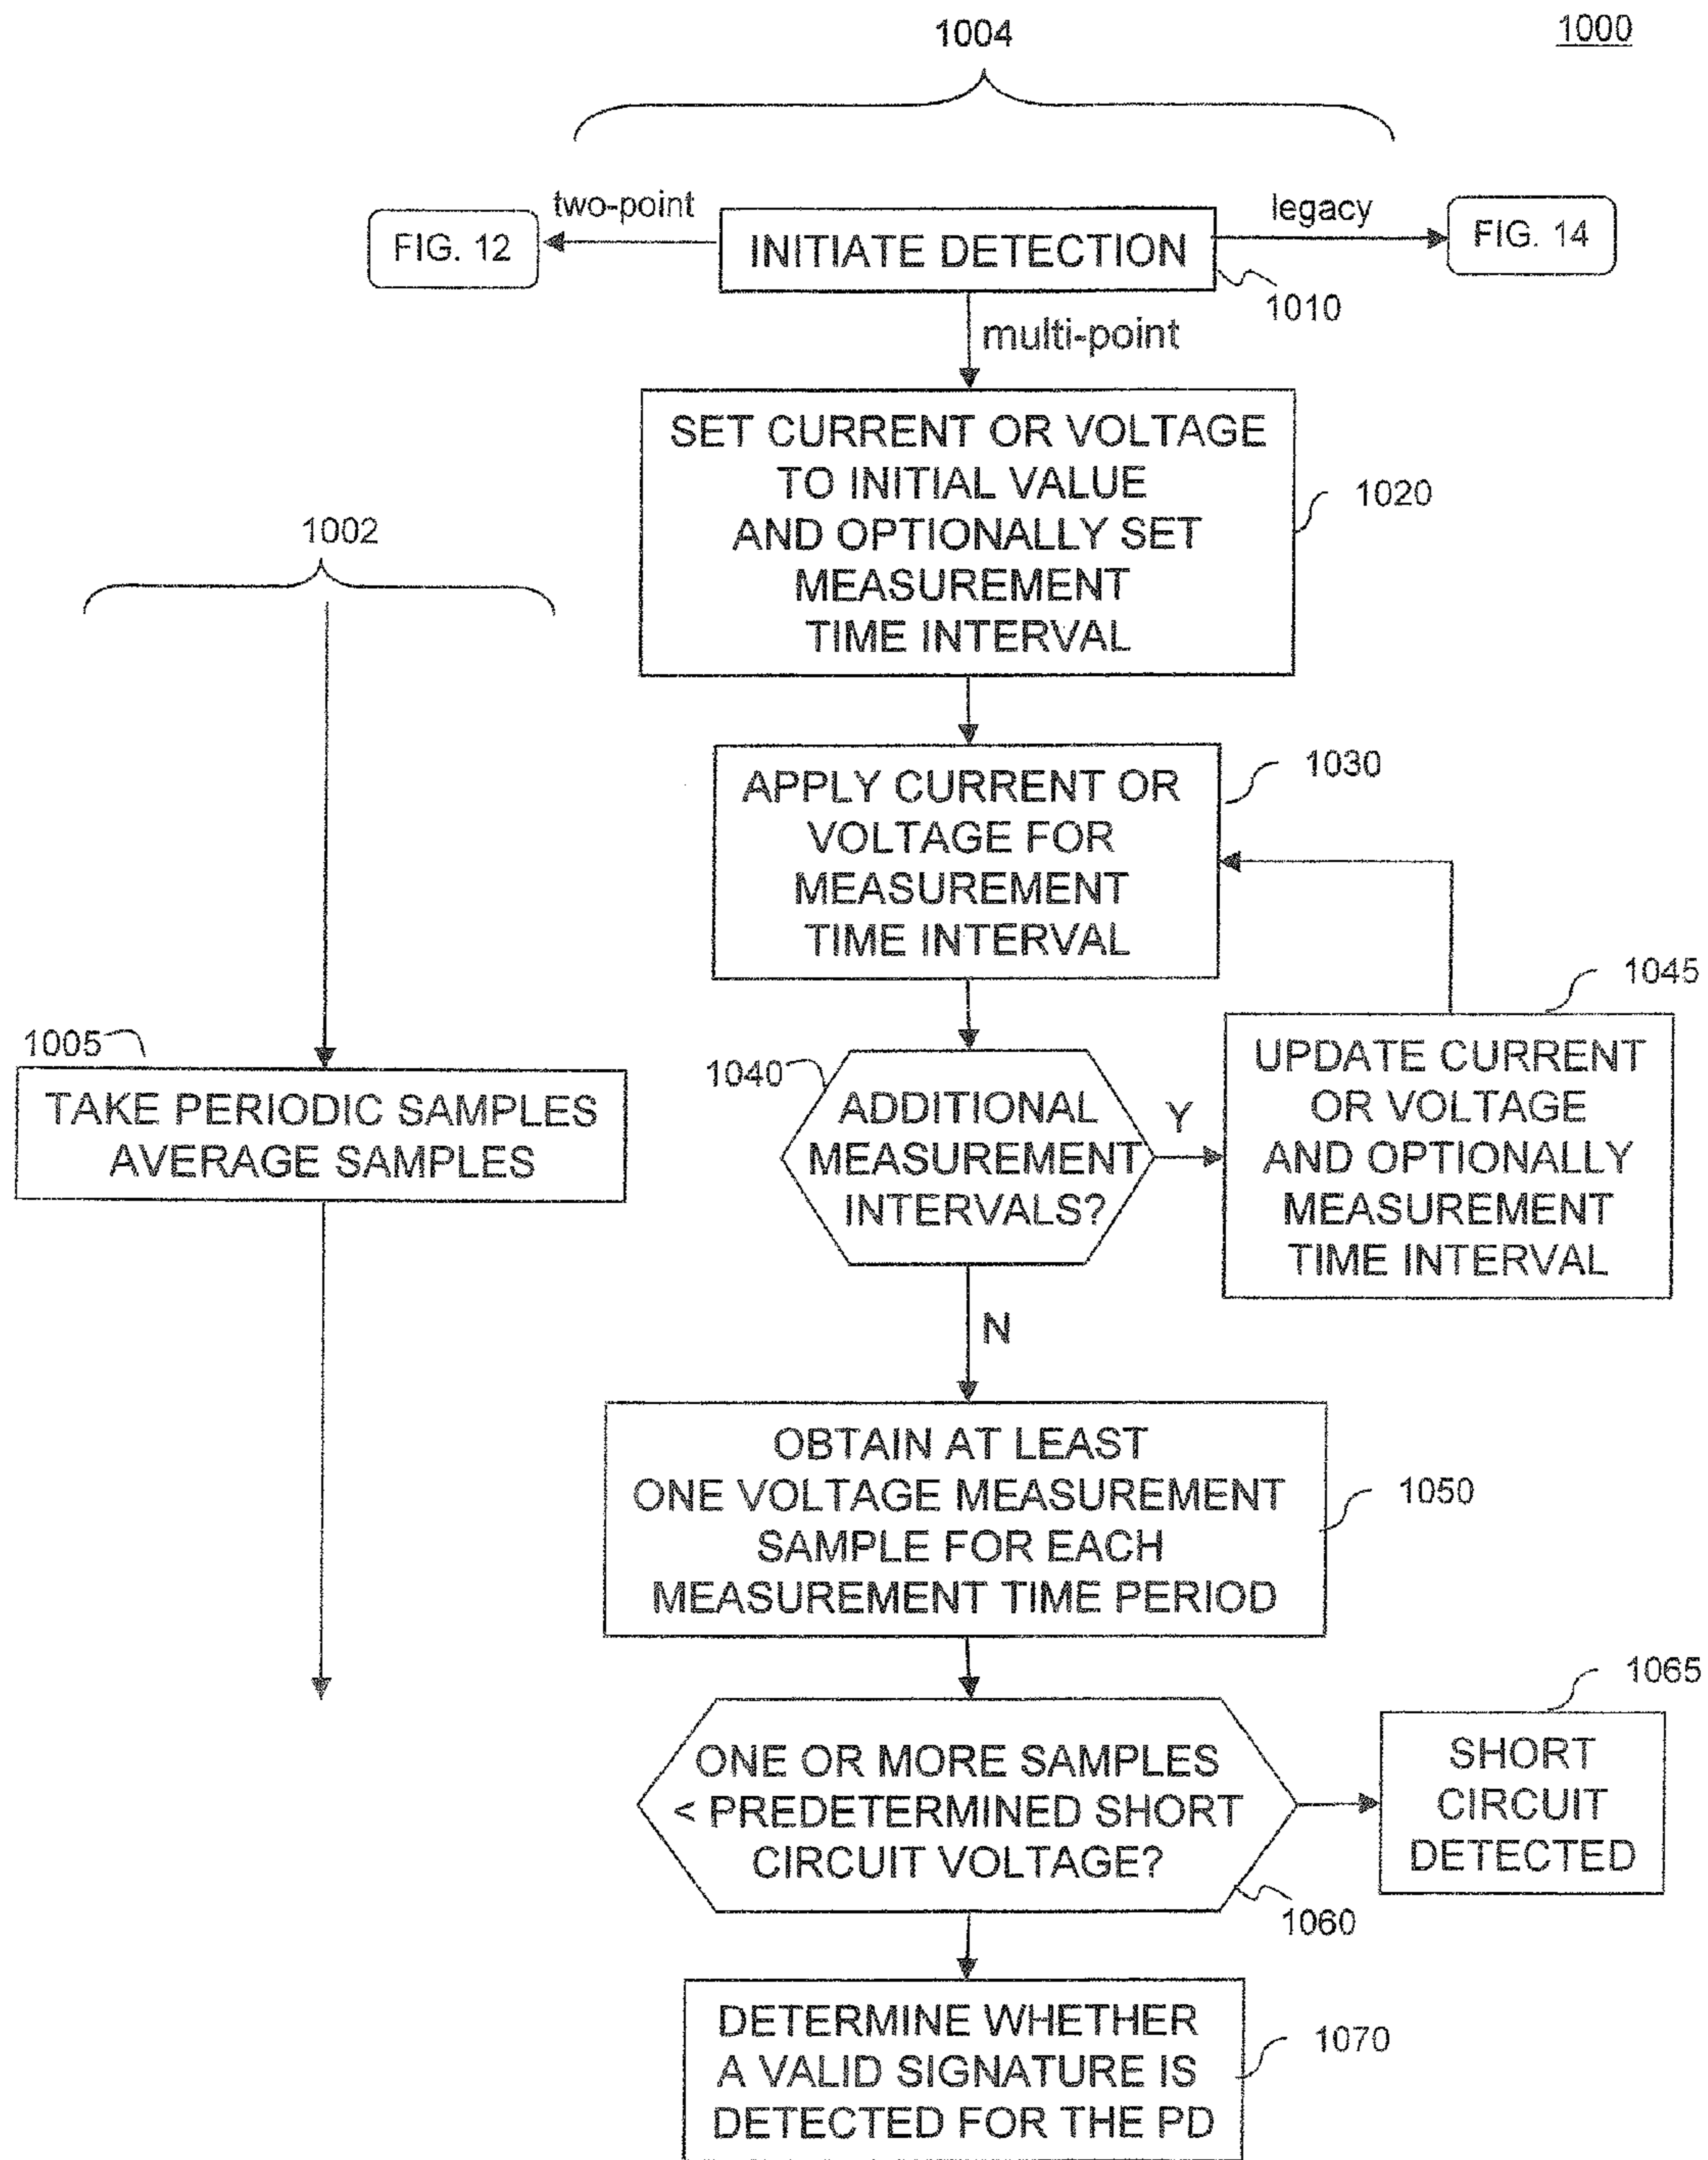 1004
1000
two-point
legacy
FIG. 12
INITIATE DETECTION
FIG. 14
1010
multi-point
SET CURRENT OR VOLTAGE
TO INITIAL VALUE
AND OPTIONALLY SET
MEASUREMENT
TIME INTERVAL
1020
1002
APPLY CURRENT OR
VOLTAGE FOR
MEASUREMENT
TIME INTERVAL
1030
1045
1005
TAKE PERIODIC SAMPLES
AVERAGE SAMPLES
1040
ADDITIONAL
MEASUREMENT
INTERVALS?
Y
UPDATE CURRENT
OR VOLTAGE
AND OPTIONALLY
MEASUREMENT
TIME INTERVAL
N
OBTAIN AT LEAST
ONE VOLTAGE MEASUREMENT
SAMPLE FOR EACH
MEASUREMENT TIME PERIOD
1050
1065
ONE OR MORE SAMPLES
< PREDETERMINED SHORT
CIRCUIT VOLTAGE?
SHORT
CIRCUIT
DETECTED
1060
DETERMINE WHETHER
A VALID SIGNATURE IS
DETECTED FOR THE PD
1070